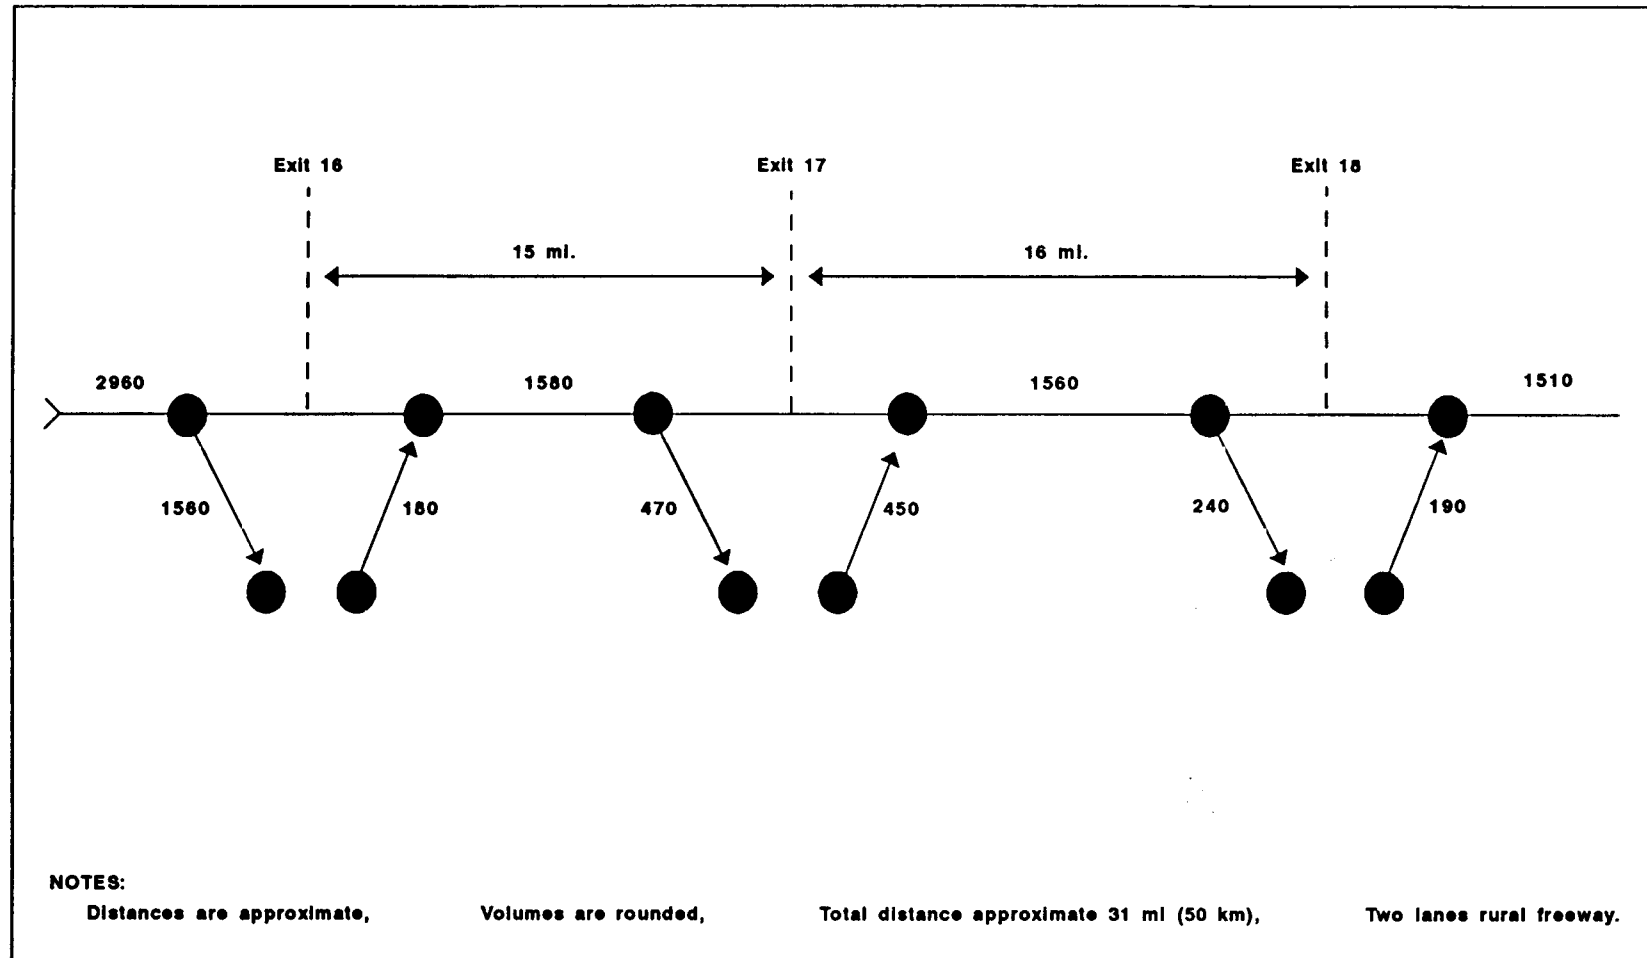 Exit 16 Exit 17 Exit 18
15 mi. 16 mi.
2960 1580 1560 1510
1560 180 470 450 240 190
NOTES:
Distances are approximate, Volumes are rounded, Total distance approximate 31 mi (50 km), Two lanes rural freeway.